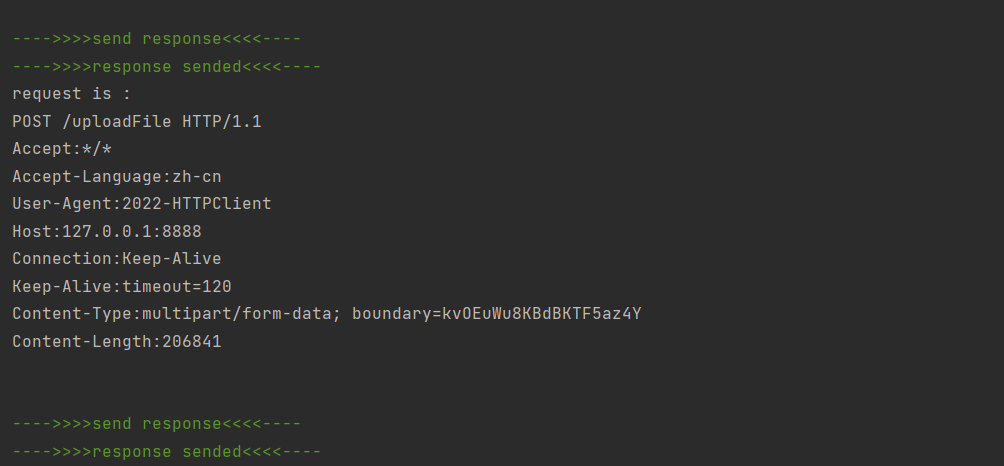 ---->>>>send response<<<<----
---->>>>response sended<<<<----
request is :
POST /uploadFile HTTP/1.1
Accept:*/*
Accept-Language:zh-cn
User-Agent:2022-HTTPClient
Host:127.0.0.1:8888
Connection:Keep-Alive
Keep-Alive:timeout=120
Content-Type:multipart/form-data; boundary=kvOEuWu8KBdBKTF5az4Y
Content-Length:206841
---->>>>send response<<<<----
---->>>>response sended<<<<----